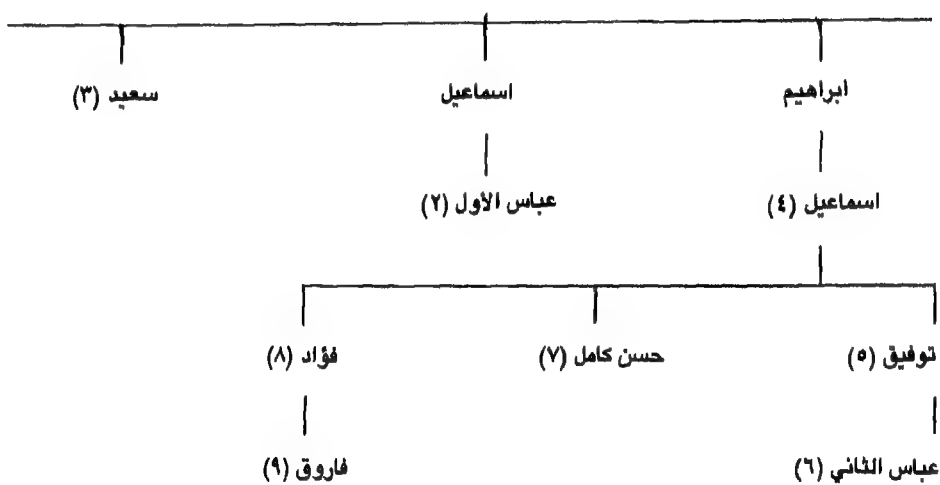 ابراهيم اسماعيل سعيد (٣)
اسماعيل (٤) عباس الأول (٢)
توفيق (٥) حسن كامل (٧) فؤاد (٨)
عباس الثاني (٦) فاروق (٩)